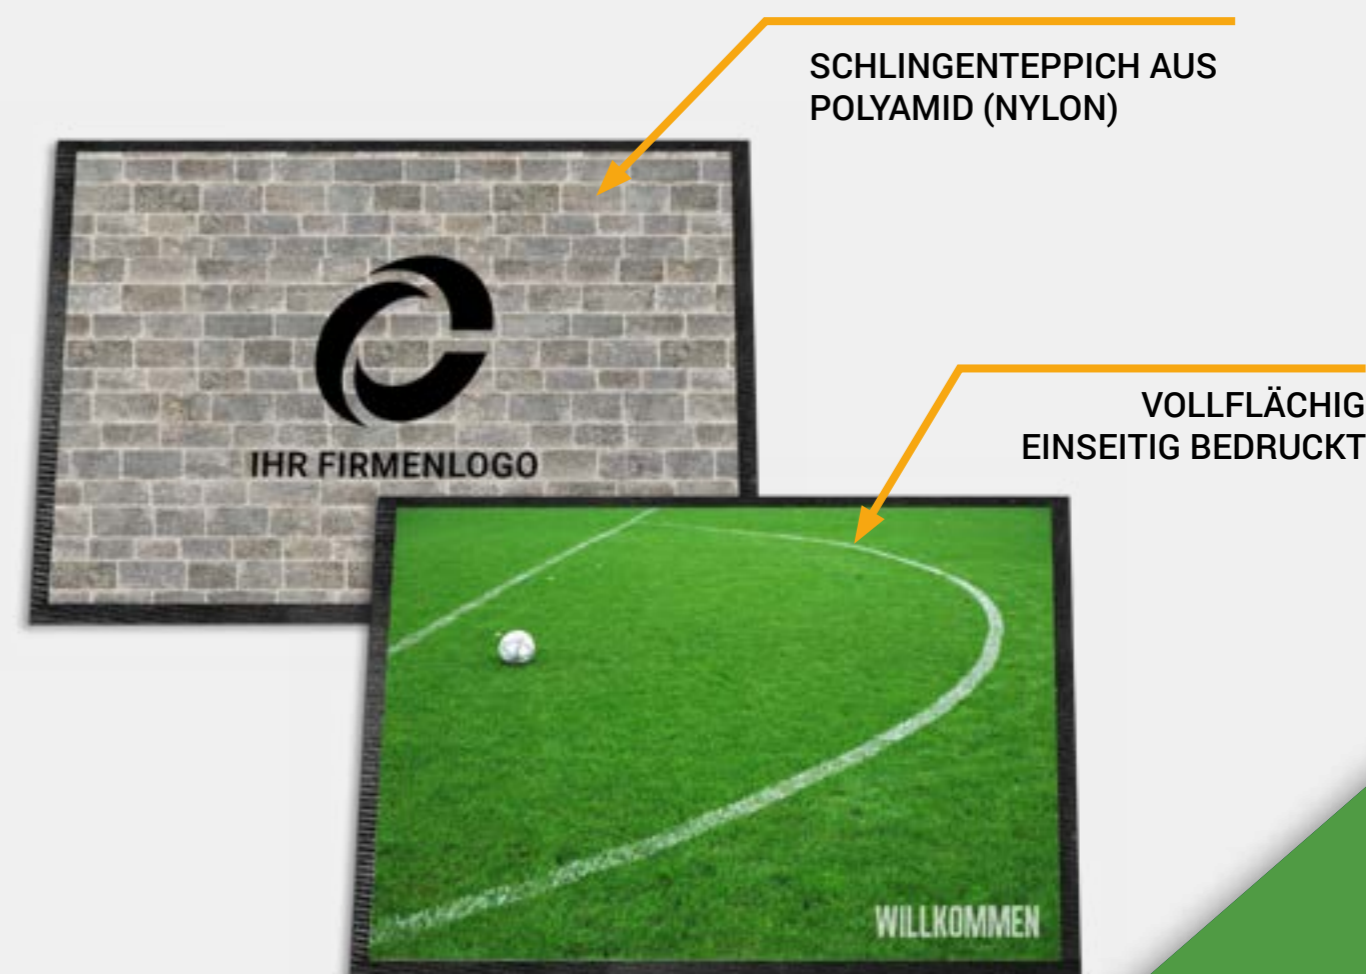 SCHLINGENTEPPICH AUS
POLYAMID (NYLON)
IHR FIRMENLOGO
VOLLFLÄCHIG
EINSEITIG BEDRUCKT
WILLKOMMEN